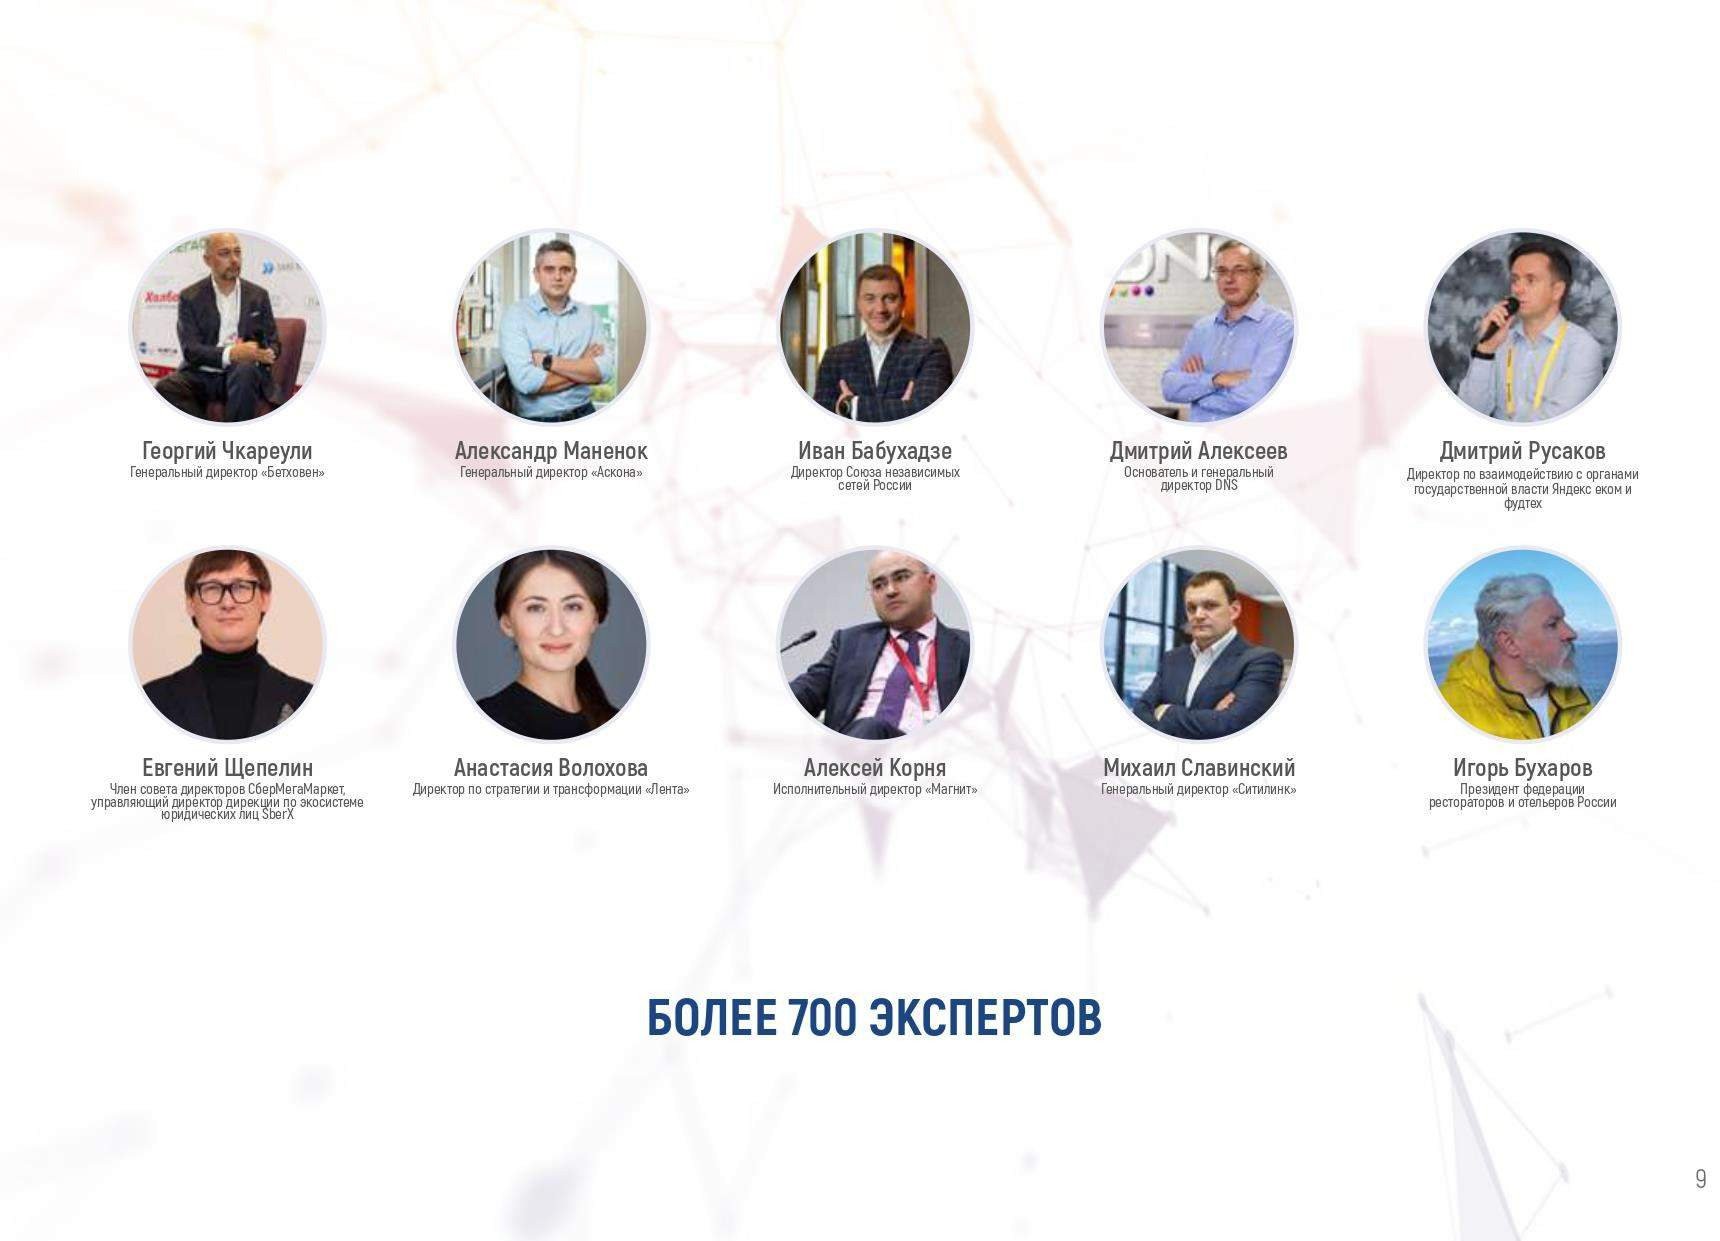 Халбо
DNS
Георгий Чкареули
Генеральный директор «Бетховен»
Александр Маненок
Генеральный директор «Аскона»
Иван Бабухадзе
Директор Союза независимых
сетей России
Дмитрий Алексеев
Основатель и генеральный
директор DNS
Дмитрий Русаков
Директор по взаимодействию с органами
государственной власти Яндекс еком и
фудтех
Евгений Щепелин
Член совета директоров СберМегаМаркет,
управляющий директор дирекции по экосистеме
юридических лиц SberX
Анастасия Волохова
Директор по стратегии и трансформации «Лента»
Алексей Корня
Исполнительный директор «Магнит»
Михаил Славинский
Генеральный директор «Ситилинк»
Игорь Бухаров
Президент федерации
рестораторов и отельеров России
БОЛЕЕ 700 ЭКСПЕРТОВ
9